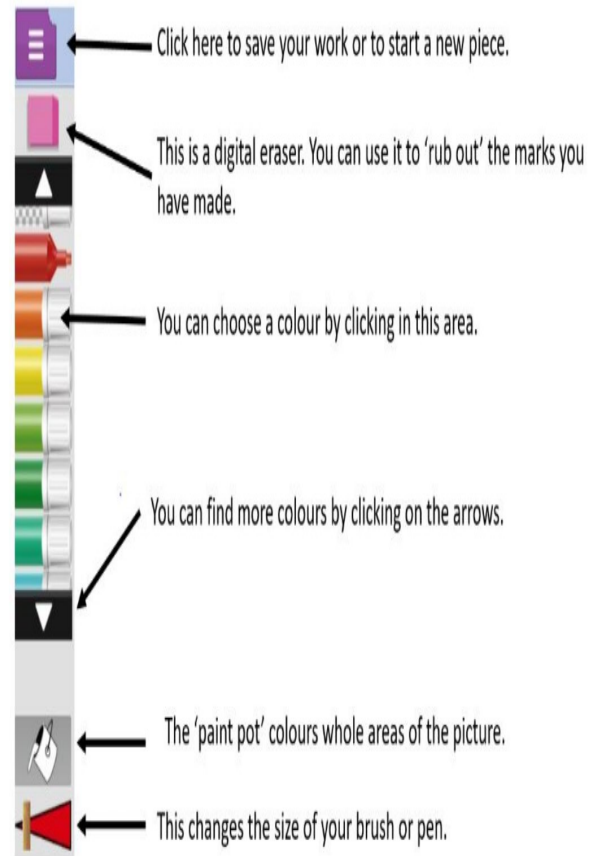 Click here to save your work or to start a new piece.
This is a digital eraser. You can use it to ‘rub out’ the marks you
have made.
You can choose a colour by clicking in this area.
You can find more colours by clicking on the arrows.
The ‘paint pot’ colours whole areas of the picture.
This changes the size of your brush or pen.